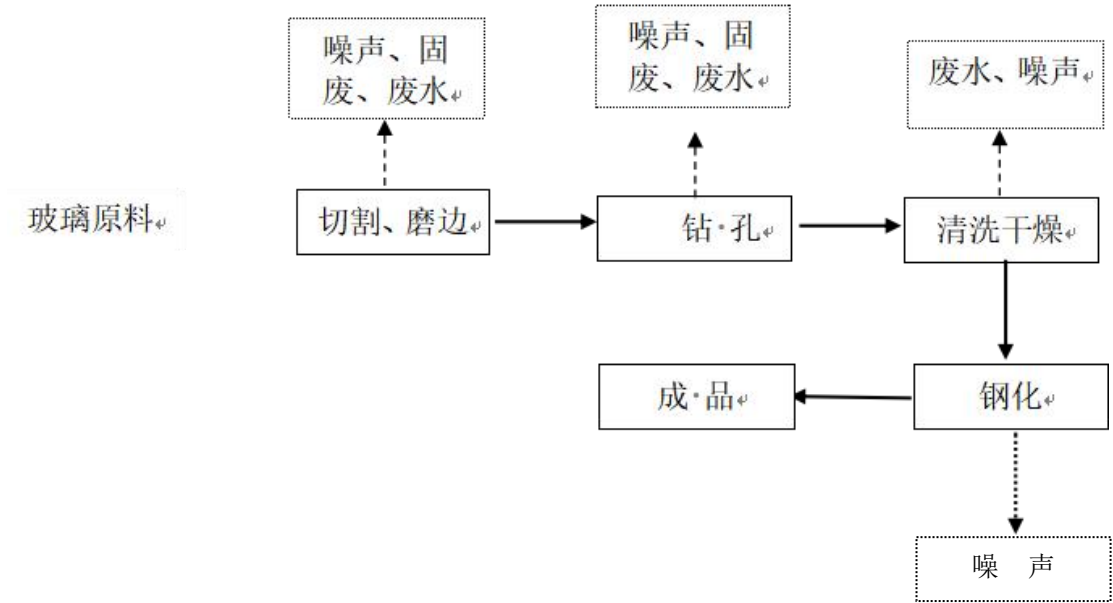 噪声、固
废、废水
噪声、固
废、废水
废水、噪声
玻璃原料
切割、磨边
钻·孔
清洗干燥
成·品
钢化
噪 声